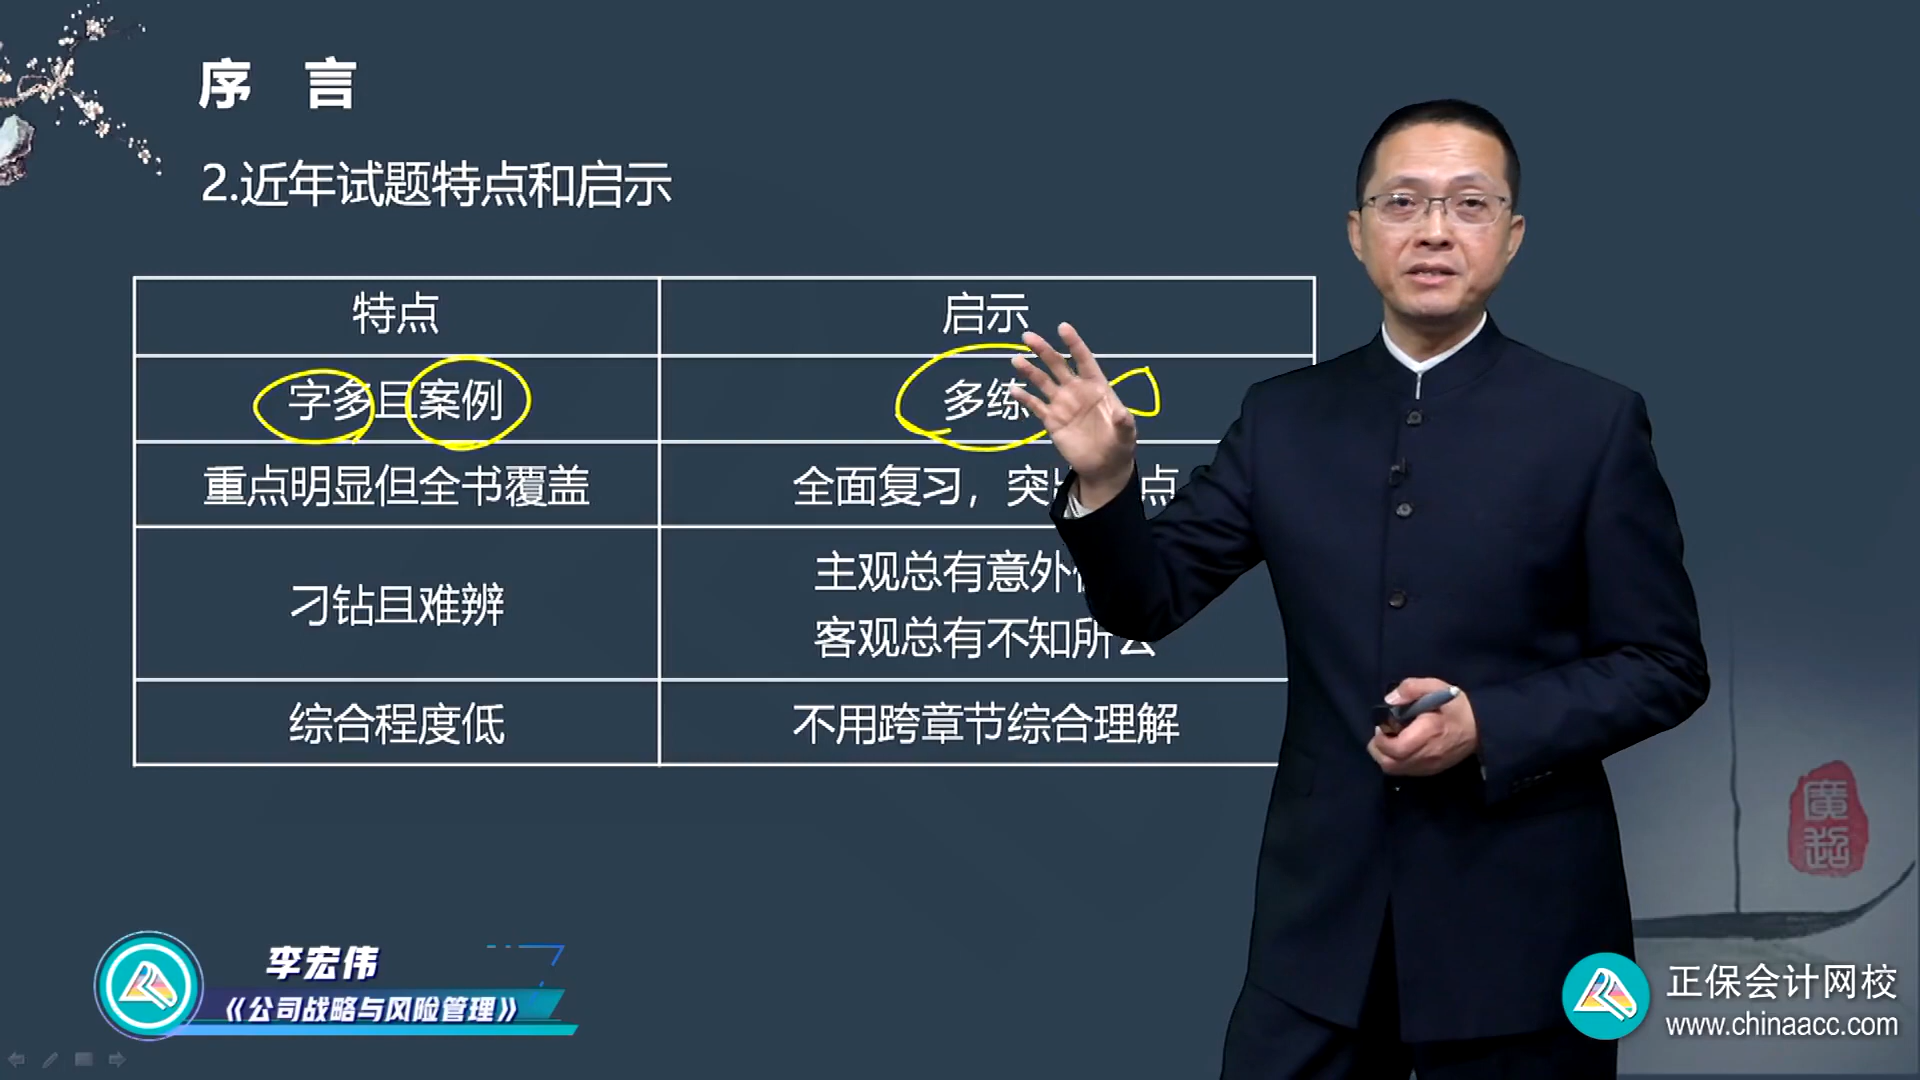 序 言
2.近年试题特点和启示
特点
启示
字多且案例
多练
重点明显但全书覆盖
全面复习，突出 点
刁钻且难辨
主观总有意外
客观总有不知所云
综合程度低
不用跨章节综合理解
李宏伟
《公司战略与风险管理》
正保会计网校
www.chinaacc.com